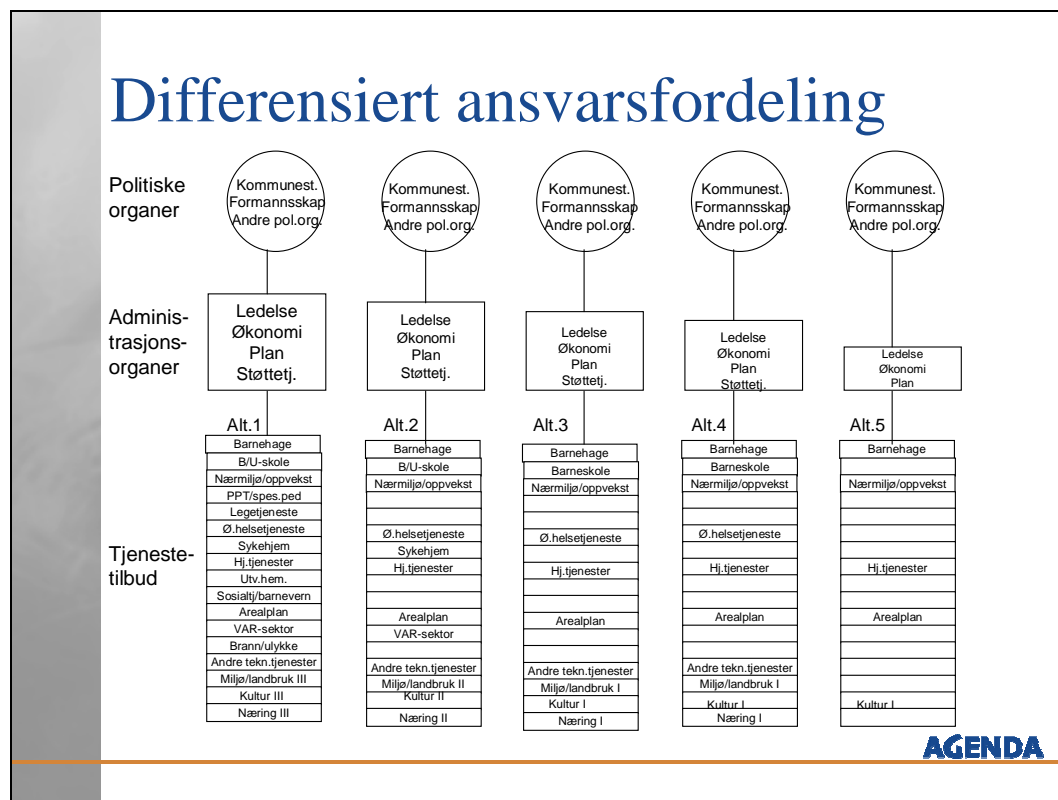 Differensiert ansvarsfordeling
Politiske
organer
Kommunest.
Formannsskap
Andre pol.org.
Kommunest.
Formannsskap
Andre pol.org.
Kommunest.
Formannsskap
Andre pol.org.
Kommunest.
Formannsskap
Andre pol.org.
Kommunest.
Formannsskap
Andre pol.org.
Adminis-
trasjons-
organer
Ledelse
Økonomi
Plan
Støttetj.
Ledelse
Økonomi
Plan
Støttetj.
Ledelse
Økonomi
Plan
Støttetj.
Ledelse
Økonomi
Plan
Støttetj.
Ledelse
Økonomi
Plan
Tjeneste-
tilbud
Alt.1
Barnehage
B/U-skole
Nærmiljø/oppvekst
PPT/spes.ped
Legetjeneste
Ø.helsetjeneste
Sykehjem
Hj.tjenester
Utv.hem.
Sosialtj/barnevern
Arealplan
VAR-sektor
Brann/ulykke
Andre tekn.tjenester
Miljø/landbruk III
Kultur III
Næring III
Alt.2
Barnehage
B/U-skole
Nærmiljø/oppvekst
Ø.helsetjeneste
Sykehjem
Hj.tjenester
Arealplan
VAR-sektor
Andre tekn.tjenester
Miljø/landbruk II
Kultur II
Næring II
Alt.3
Barnehage
Barneskole
Nærmiljø/oppvekst
Ø.helsetjeneste
Hj.tjenester
Arealplan
Andre tekn.tjenester
Miljø/landbruk I
Kultur I
Næring I
Alt.4
Barnehage
Barneskole
Nærmiljø/oppvekst
Ø.helsetjeneste
Hj.tjenester
Arealplan
Andre tekn.tjenester
Miljø/landbruk I
Kultur I
Næring I
Alt.5
Barnehage
Nærmiljø/oppvekst
Hj.tjenester
Arealplan
Kultur I
AGENDA